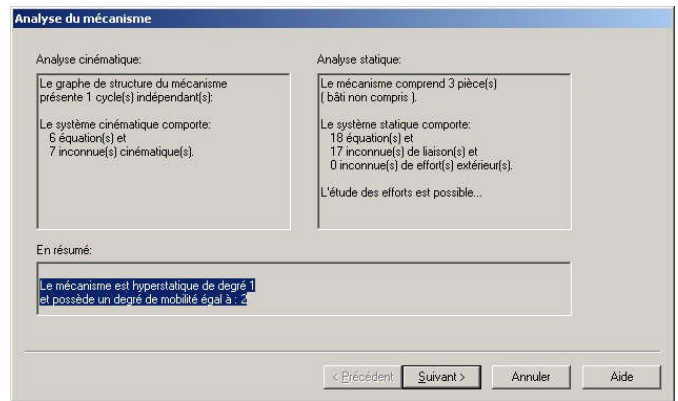 Analyse du mécanisme
Analyse cinématique:
Le graphe de structure du mécanisme
présente 1 cycle(s) indépendant(s):
Le système cinématique comporte:
6 équation(s) et
7 inconnue(s) cinématique(s).
Analyse statique:
Le mécanisme comprend 3 pièce(s)
( bâti non compris ).
Le système statique comporte:
18 équation(s) et
17 inconnue(s) de liaison(s) et
0 inconnue(s) de effort(s) extérieur(s).
L'étude des efforts est possible...
En résumé:
Le mécanisme est hyperstatique de degré 1
et possède un degré de mobilité égal à : 2
< Précédent
Suivant >
Annuler
Aide